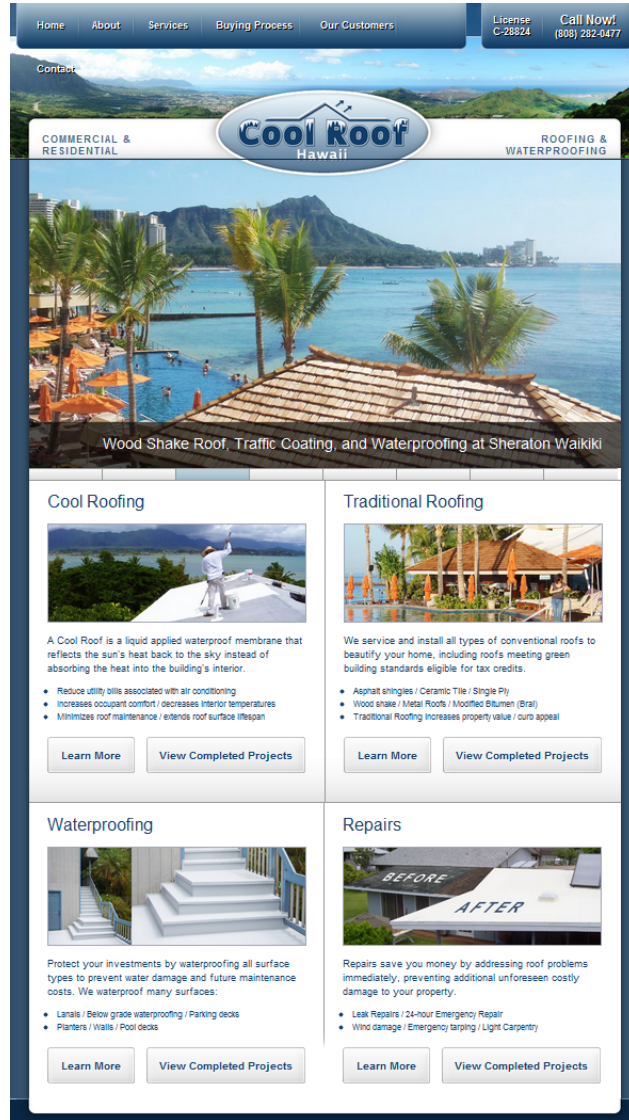 Home About Services Buying Process Our Customers
License
C-28824
Call Now!
(808) 282-0477
Contact
COMMERCIAL &
RESIDENTIAL
Cool Roof
Hawaii
ROOFING &
WATERPROOFING
Wood Shake Roof, Traffic Coating, and Waterproofing at Sheraton Waikiki
Cool Roofing
A Cool Roof is a liquid applied waterproof membrane that
reflects the sun's heat back to the sky instead of
absorbing the heat into the building's interior.
Reduce utility bills associated with air conditioning
Increases occupant comfort / decreases interior temperatures
Minimizes roof maintenance / extends roof surface lifespan
Learn More View Completed Projects
Traditional Roofing
We service and install all types of conventional roofs to
beautify your home, including roofs meeting green
building standards eligible for tax credits.
Asphalt shingles / Ceramic Tile / Single Ply
Wood shake / Metal Roofs / Modified Bitumen (Bral)
Traditional Roofing increases property value / curb appeal
Learn More View Completed Projects
Waterproofing
Protect your investments by waterproofing all surface
types to prevent water damage and future maintenance
costs. We waterproof many surfaces:
Lanais / Below grade waterproofing / Parking decks
Planters / Walls / Pool decks
Learn More View Completed Projects
Repairs
BEFORE
AFTER
Repairs save you money by addressing roof problems
immediately, preventing additional unforeseen costly
damage to your property.
Leak Repairs / 24-hour Emergency Repair
Wind damage / Emergency tarping / Light Carpentry
Learn More View Completed Projects